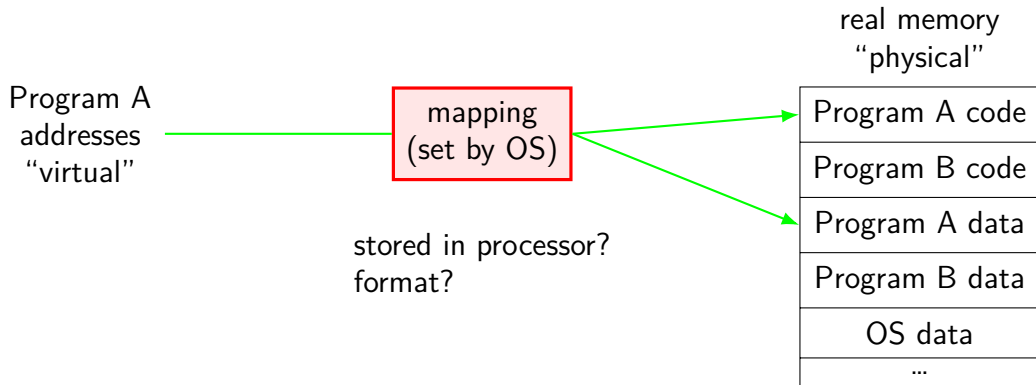 Program A
addresses
“virtual”
mapping
(set by OS)
stored in processor?
format?
real memory
“physical”
Program A code
Program B code
Program A data
Program B data
OS data
...